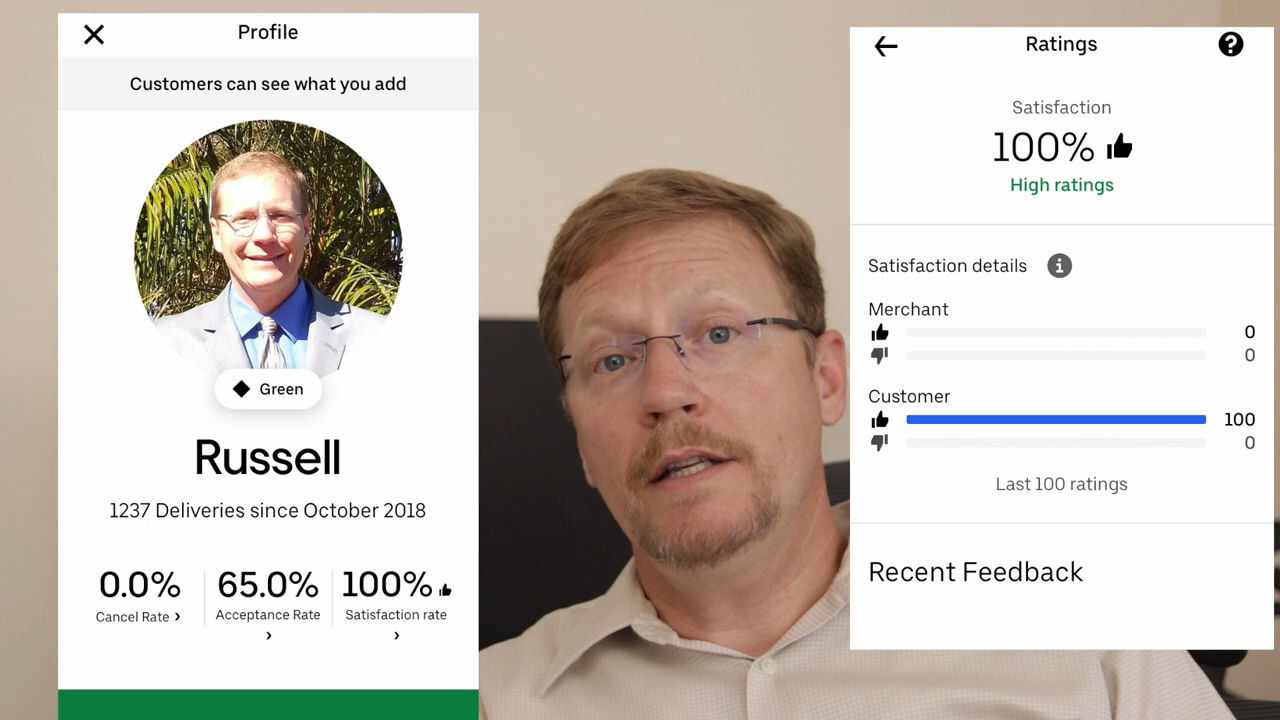 Profile
Customers can see what you add
Green
Russell
1237 Deliveries since October 2018
0.0% 65.0% 100%
Cancel Rate › Acceptance Rate › Satisfaction rate ›
Ratings
Satisfaction
100%
High ratings
Satisfaction details
Merchant
0
0
Customer
100
0
Last 100 ratings
Recent Feedback